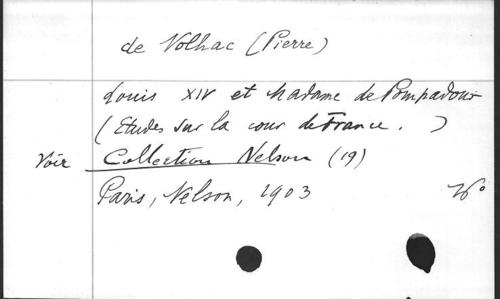 de Nolhac (Pierre)
Louis XIV et Madame de Pompadour
(Etudes sur la cour de France. )
Voir Collection Nelson (19)
Paris, Nelson, 1903